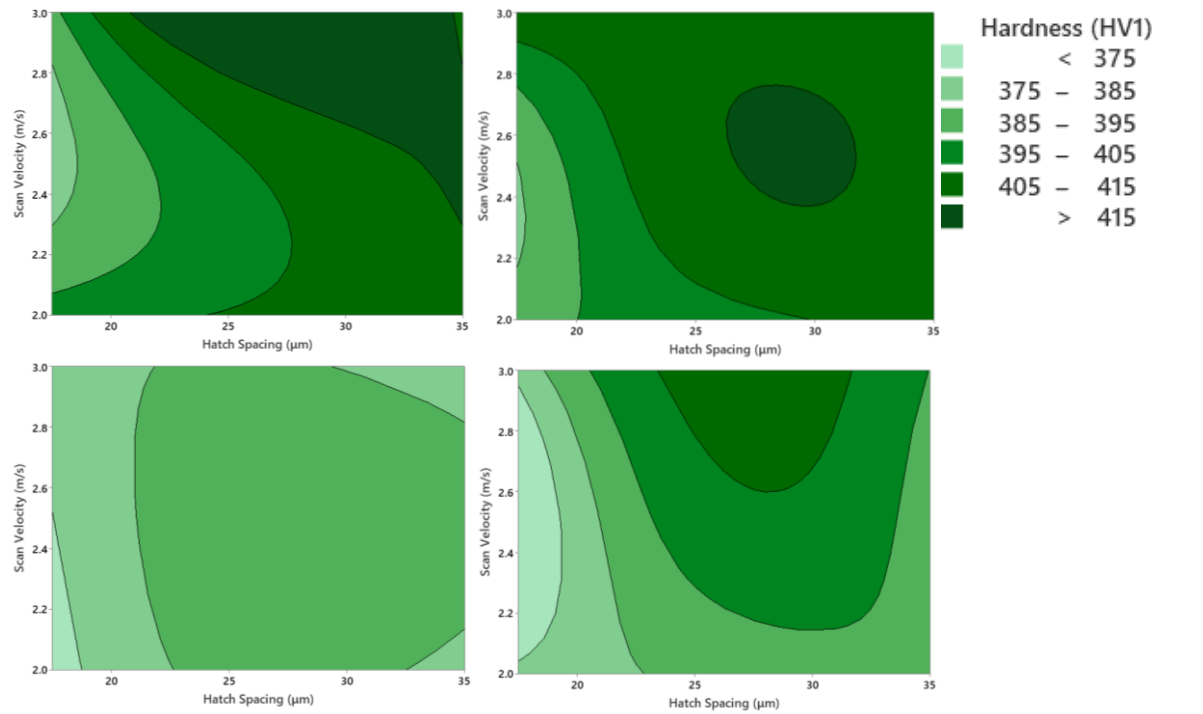 3.0
2.8
2.6
2.4
2.2
2.0
Scan Velocity (m/s)
20 25 30 35
Hatch Spacing (µm)
3.0
2.8
2.6
2.4
2.2
2.0
Scan Velocity (m/s)
20 25 30 35
Hatch Spacing (µm)
Hardness (HV1)
< 375
375 – 385
385 – 395
395 – 405
405 – 415
> 415
3.0
2.8
2.6
2.4
2.2
2.0
Scan Velocity (m/s)
20 25 30 35
Hatch Spacing (µm)
3.0
2.8
2.6
2.4
2.2
2.0
Scan Velocity (m/s)
20 25 30 35
Hatch Spacing (µm)